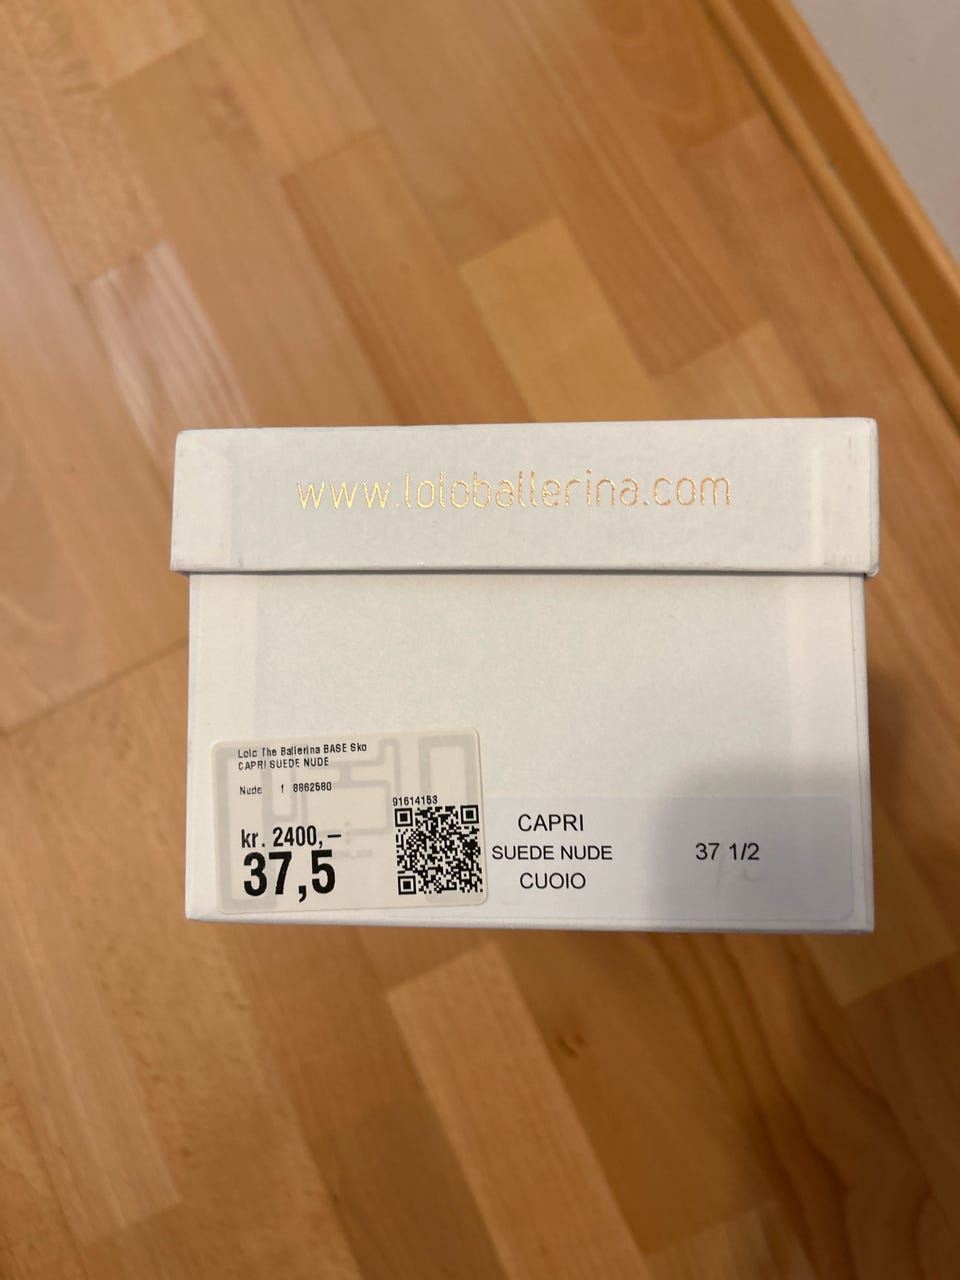 www.loloballerina.com
Lolo The Ballerina BASE Sko
CAPRI SUEDE NUDE
Nude f 8862580
91614153
kr. 2400,–
37,5
CAPRI
SUEDE NUDE 37 1/2
CUOIO